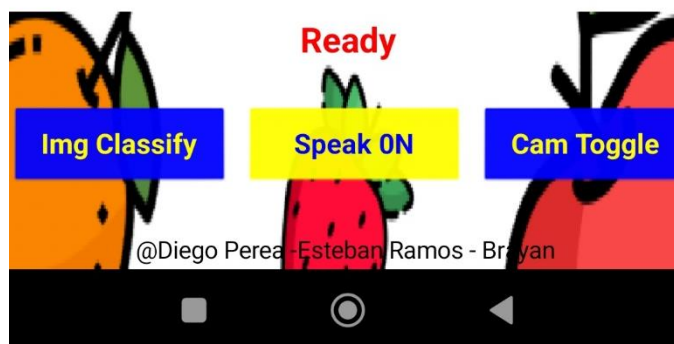 Ready
Img Classify Speak 0N Cam Toggle
@Diego Perea -Esteban Ramos - Brayan